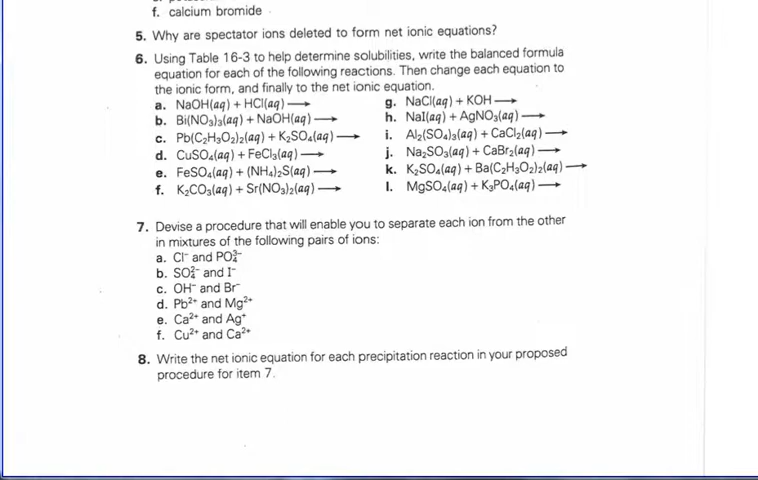 f. calcium bromide
5. Why are spectator ions deleted to form net ionic equations?
6. Using Table 16-3 to help determine solubilities, write the balanced formula
equation for each of the following reactions. Then change each equation to
the ionic form, and finally to the net ionic equation.
a. NaOH(aq) + HCl(aq) ⟶
b. Bi(NO₃)₃(aq) + NaOH(aq) ⟶
c. Pb(C₂H₃O₂)₂(aq) + K₂SO₄(aq) ⟶
d. CuSO₄(aq) + FeCl₃(aq) ⟶
e. FeSO₄(aq) + (NH₄)₂S(aq) ⟶
f. K₂CO₃(aq) + Sr(NO₃)₂(aq) ⟶
g. NaCl(aq) + KOH ⟶
h. NaI(aq) + AgNO₃(aq) ⟶
i. Al₂(SO₄)₃(aq) + CaCl₂(aq) ⟶
j. Na₂SO₃(aq) + CaBr₂(aq) ⟶
k. K₂SO₄(aq) + Ba(C₂H₃O₂)₂(aq) ⟶
l. MgSO₄(aq) + K₃PO₄(aq) ⟶
7. Devise a procedure that will enable you to separate each ion from the other
in mixtures of the following pairs of ions:
a. Cl⁻ and PO₄³⁻
b. SO₄²⁻ and I⁻
c. OH⁻ and Br⁻
d. Pb²⁺ and Mg²⁺
e. Ca²⁺ and Ag⁺
f. Cu²⁺ and Ca²⁺
8. Write the net ionic equation for each precipitation reaction in your proposed
procedure for item 7.